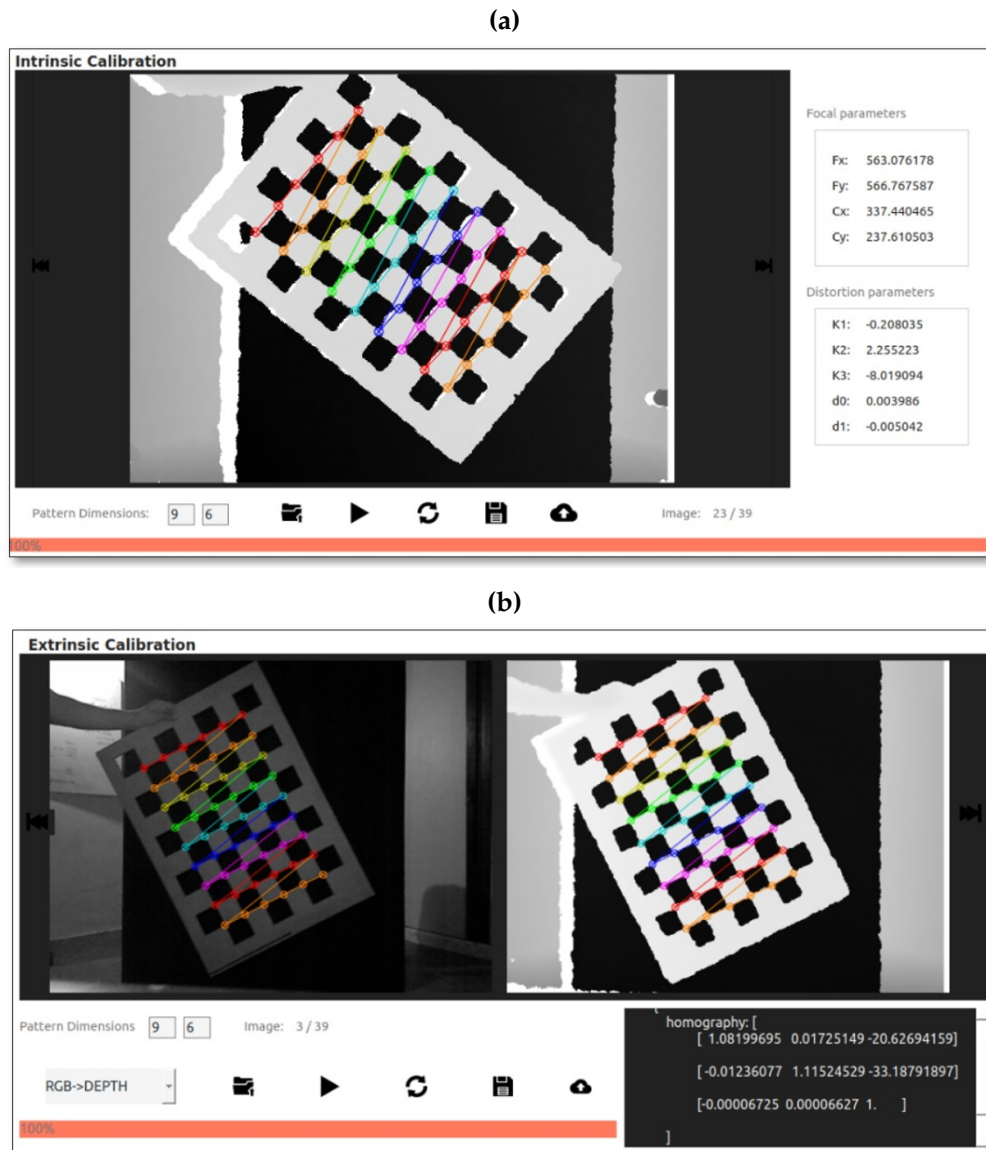 (a)
Intrinsic Calibration
Focal parameters
Fx: 563.076178
Fy: 566.767587
Cx: 337.440465
Cy: 237.610503
Distortion parameters
K1: -0.208035
K2: 2.255223
K3: -8.019094
d0: 0.003986
d1: -0.005042
Pattern Dimensions: 9 6 Image: 23 / 39
100%
(b)
Extrinsic Calibration
Pattern Dimensions 9 6 Image: 3 / 39
RGB->DEPTH
100%
homography: [
[ 1.08199695 0.01725149 -20.62694159]
[ -0.01236077 1.11524529 -33.18791897]
[-0.00006725 0.00006627 1. ]
]